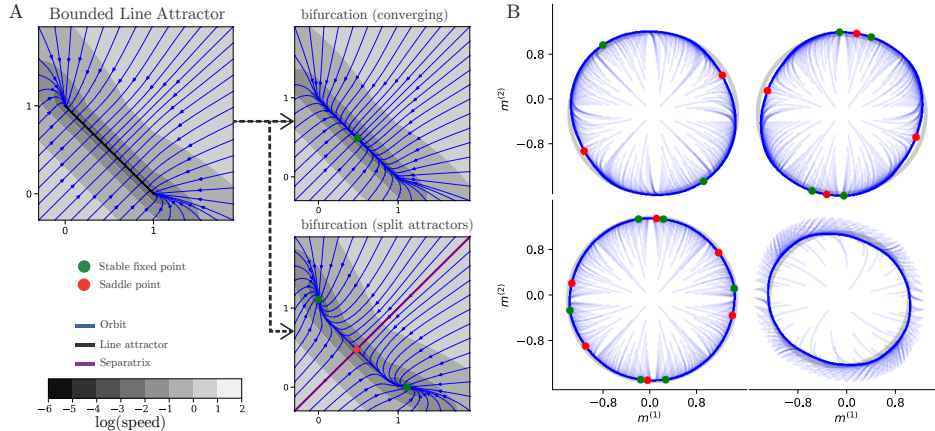 A
Bounded Line Attractor
1
0
0
1
bifurcation (converging)
1
0
0
1
bifurcation (split attractors)
1
0
0
1
Stable fixed point
Saddle point
Orbit
Line attractor
Separatrix
−6 −5 −4 −3 −2 −1 0 1 2
log(speed)
B
m(2)
0.8
0.0
−0.8
m(2)
0.8
0.0
−0.8
−0.8 0.0 0.8
m(1)
−0.8 0.0 0.8
m(1)